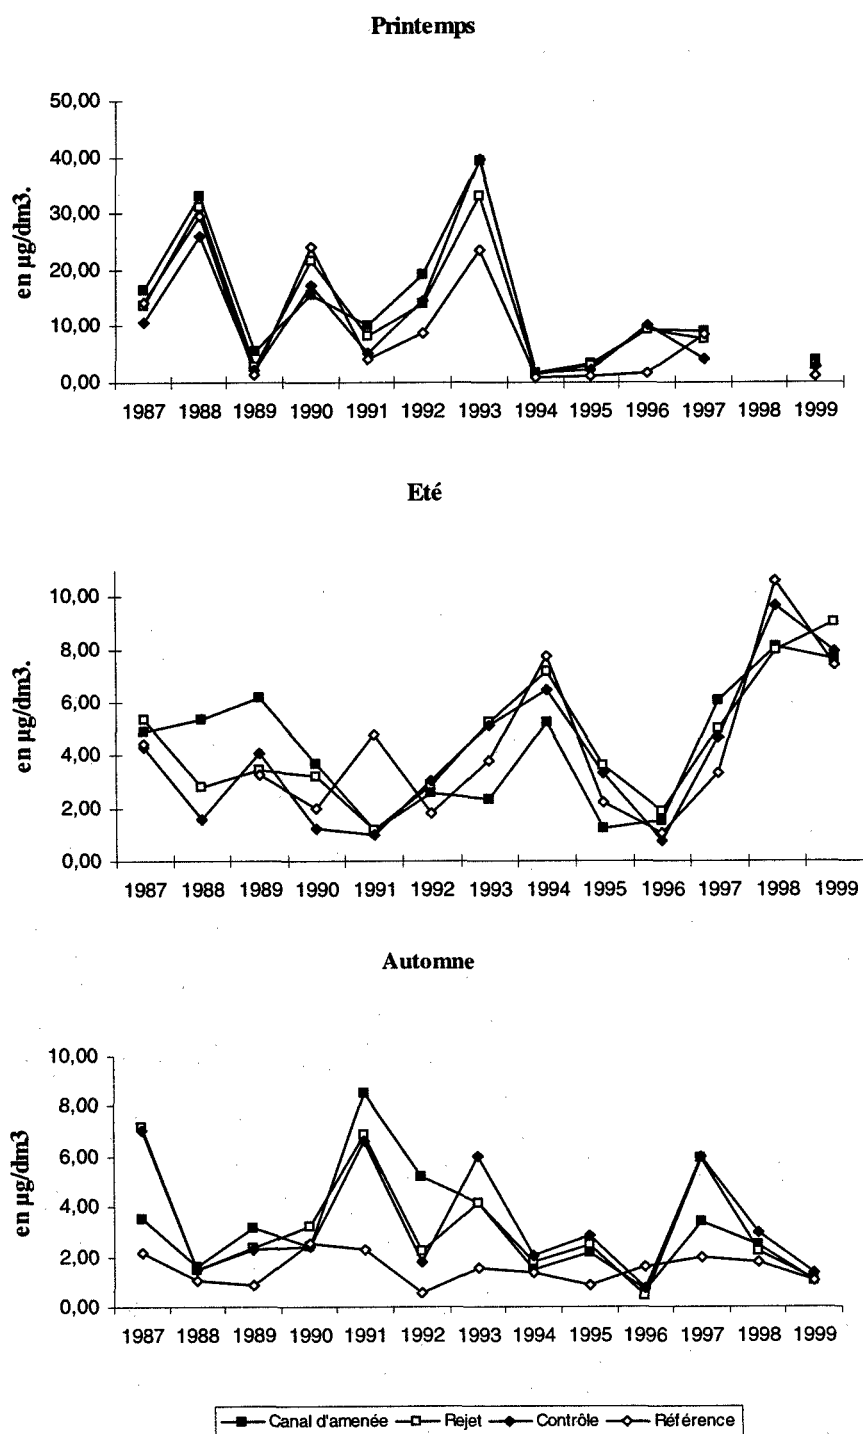 Printemps
en µg/dm3.
50,00
40,00
30,00
20,00
10,00
0,00
1987 1988 1989 1990 1991 1992 1993 1994 1995 1996 1997 1998 1999
Eté
en µg/dm3.
10,00
8,00
6,00
4,00
2,00
0,00
1987 1988 1989 1990 1991 1992 1993 1994 1995 1996 1997 1998 1999
Automne
en µg/dm3
10,00
8,00
6,00
4,00
2,00
0,00
1987 1988 1989 1990 1991 1992 1993 1994 1995 1996 1997 1998 1999
Canal d'amenée Rejet Contrôle Référence